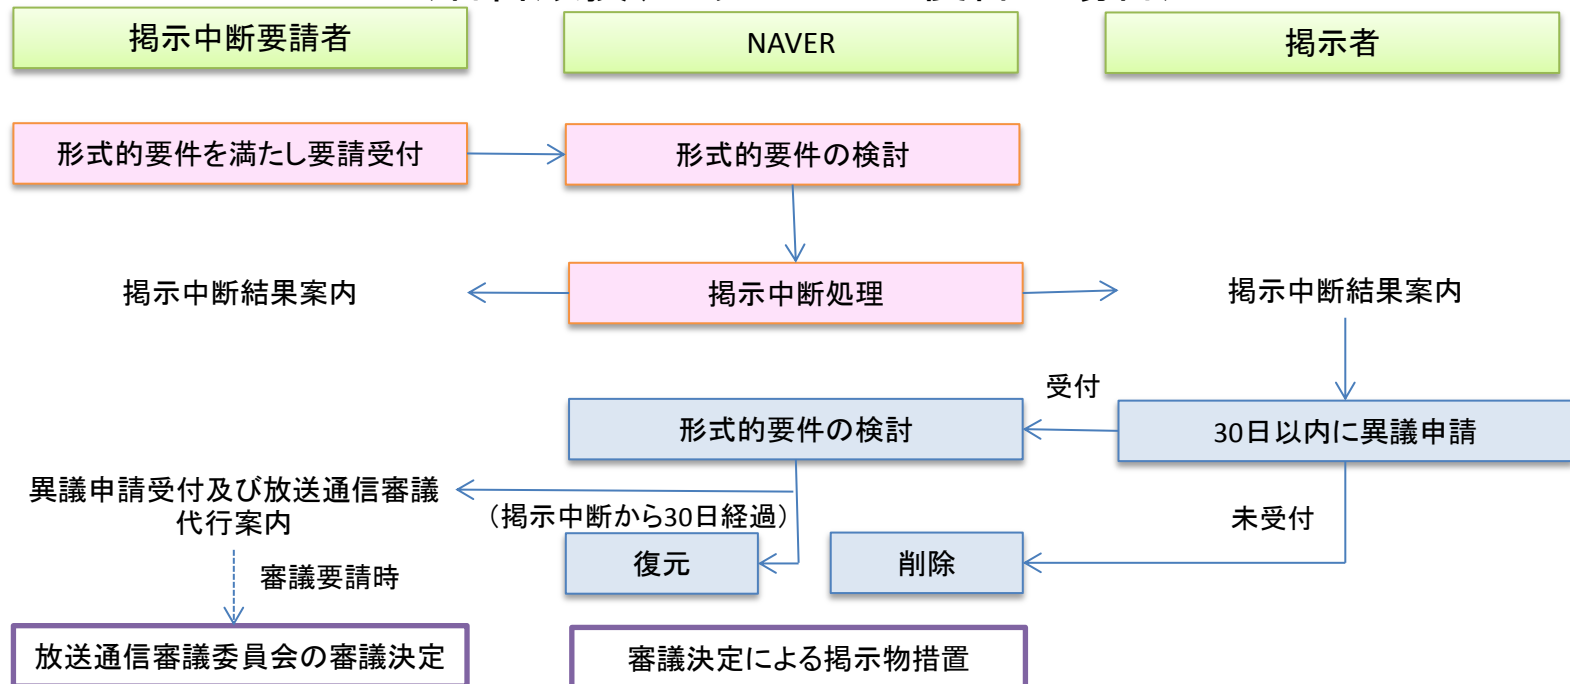 掲示中断要請者
NAVER
掲示者
形式的要件を満たし要請受付
形式的要件の検討
掲示中断結果案内
掲示中断処理
掲示中断結果案内
受付
形式的要件の検討
30日以内に異議申請
異議申請受付及び放送通信審議
代行案内
(掲示中断から30日経過)
未受付
復元
削除
審議要請時
放送通信審議委員会の審議決定
審議決定による掲示物措置